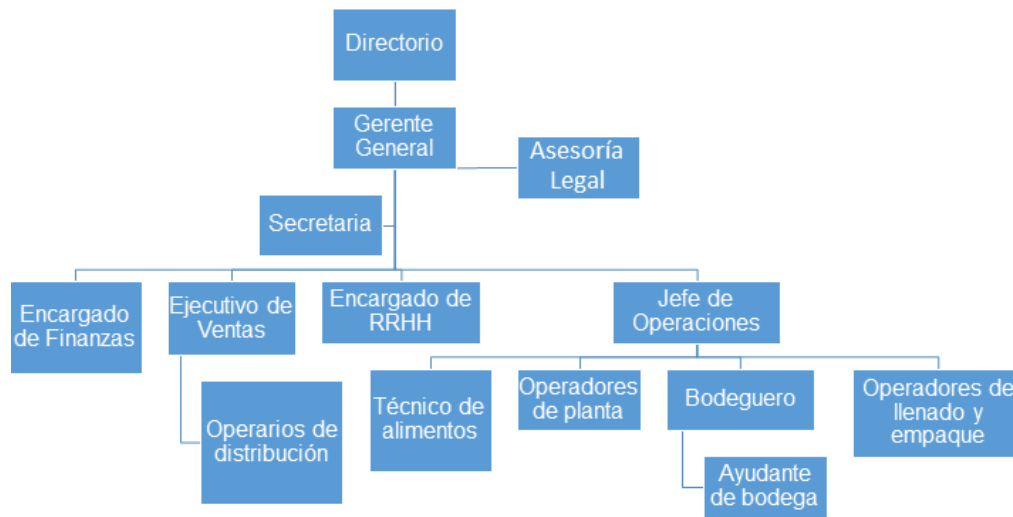 Directorio
Gerente
General
Asesoría
Legal
Secretaria
Encargado
de Finanzas
Ejecutivo de
Ventas
Encargado de
RRHH
Jefe de
Operaciones
Operarios de
distribución
Técnico de
alimentos
Operadores
de planta
Bodeguero
Operadores de
llenado y
empaque
Ayudante
de bodega